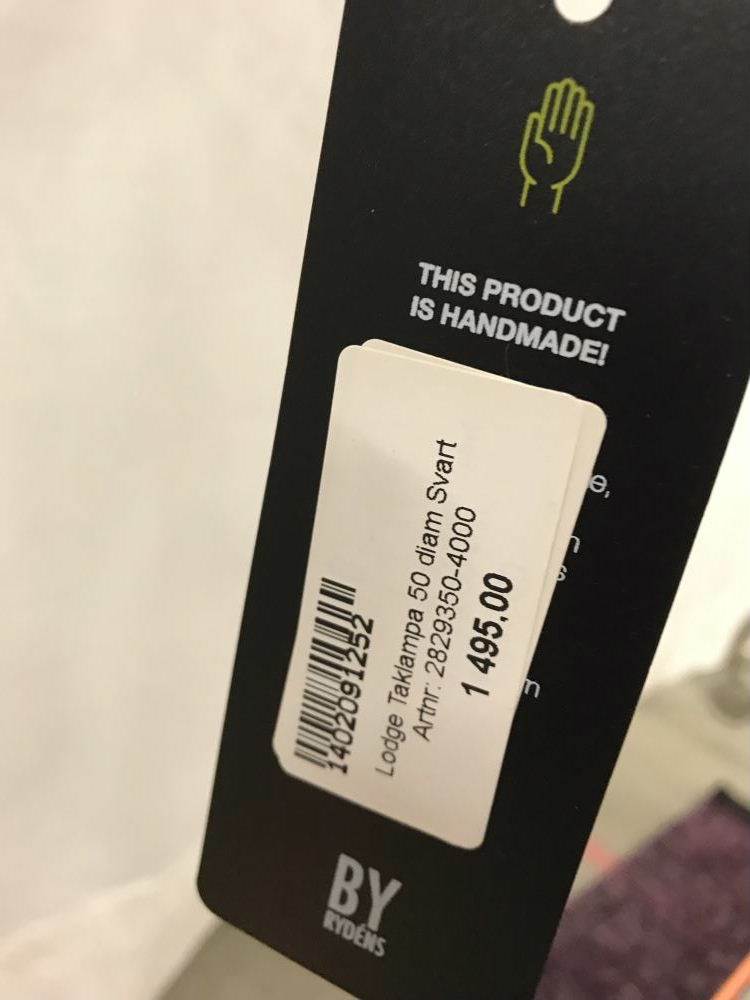 THIS PRODUCT
IS HANDMADE!
1402091252
Lodge Taklampa 50 diam Svart
Artnr: 2829350-4000
1 495,00
BY
RYDÉNS